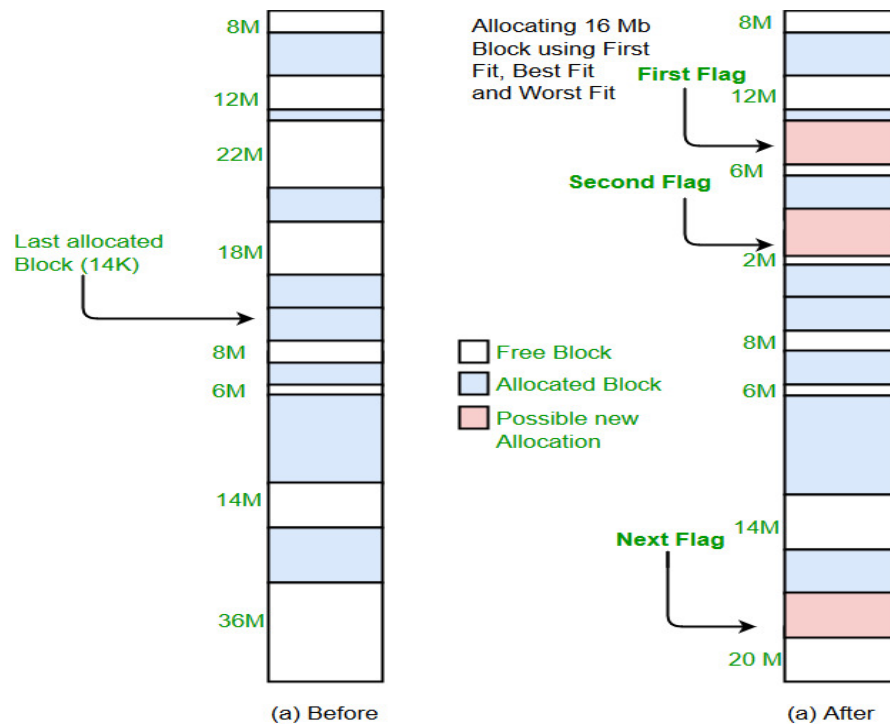 8M
12M
22M
18M
Last allocated
Block (14K)
8M
6M
14M
36M
(a) Before
Allocating 16 Mb
Block using First
Fit, Best Fit
and Worst Fit
Free Block
Allocated Block
Possible new
Allocation
8M
First Flag
12M
6M
Second Flag
2M
8M
6M
14M
Next Flag
20 M
(a) After